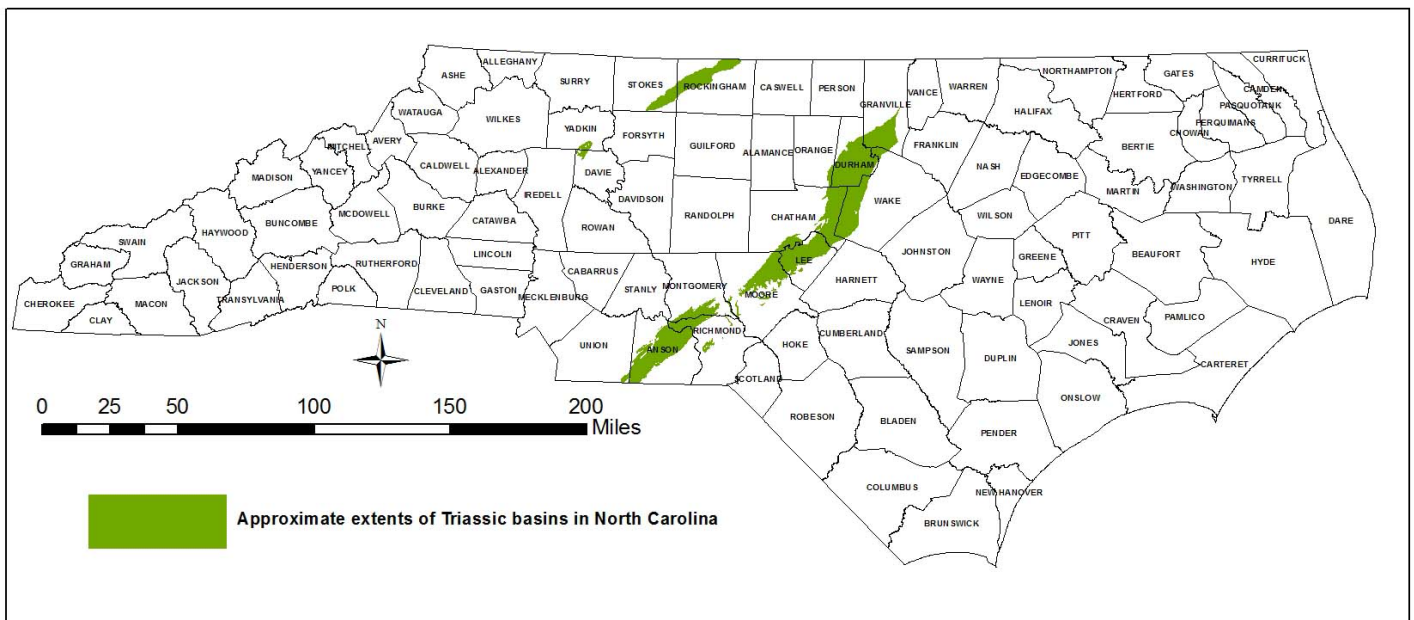 ALLEGHANY
ASHE
SURRY
STOKES
ROCKINGHAM
CASWELL
PERSON
GRANVILLE
VANCE
WARREN
NORTHAMPTON
GATES
CURRITUCK
CAMDEN
PASQUOTANK
PERQUIMANS
CHOWAN
HERTFORD
HALIFAX
WATAUGA
WILKES
YADKIN
FORSYTH
GUILFORD
ALAMANCE
ORANGE
DURHAM
FRANKLIN
NASH
EDGECOMBE
BERTIE
MARTIN
WASHINGTON
TYRRELL
DARE
MITCHELL
AVERY
YANCEY
MADISON
CALDWELL
ALEXANDER
IREDELL
DAVIE
DAVIDSON
RANDOLPH
CHATHAM
WAKE
WILSON
PITT
BEAUFORT
HYDE
BUNCOMBE
MCDOWELL
BURKE
CATAWBA
ROWAN
HAYWOOD
SWAIN
GRAHAM
JACKSON
HENDERSON
RUTHERFORD
LINCOLN
CABARRUS
STANLY
MONTGOMERY
MOORE
LEE
HARNETT
JOHNSTON
WAYNE
GREENE
LENOIR
CRAVEN
PAMLICO
CHEROKEE
CLAY
MACON
TRANSYLVANIA
POLK
CLEVELAND
GASTON
MECKLENBURG
UNION
ANSON
RICHMOND
HOKE
CUMBERLAND
SAMPSON
DUPLIN
JONES
CARTERET
SCOTLAND
ROBESON
BLADEN
PENDER
ONSLOW
COLUMBUS
NEW HANOVER
BRUNSWICK
N
0 25 50 100 150 200
Miles
Approximate extents of Triassic basins in North Carolina